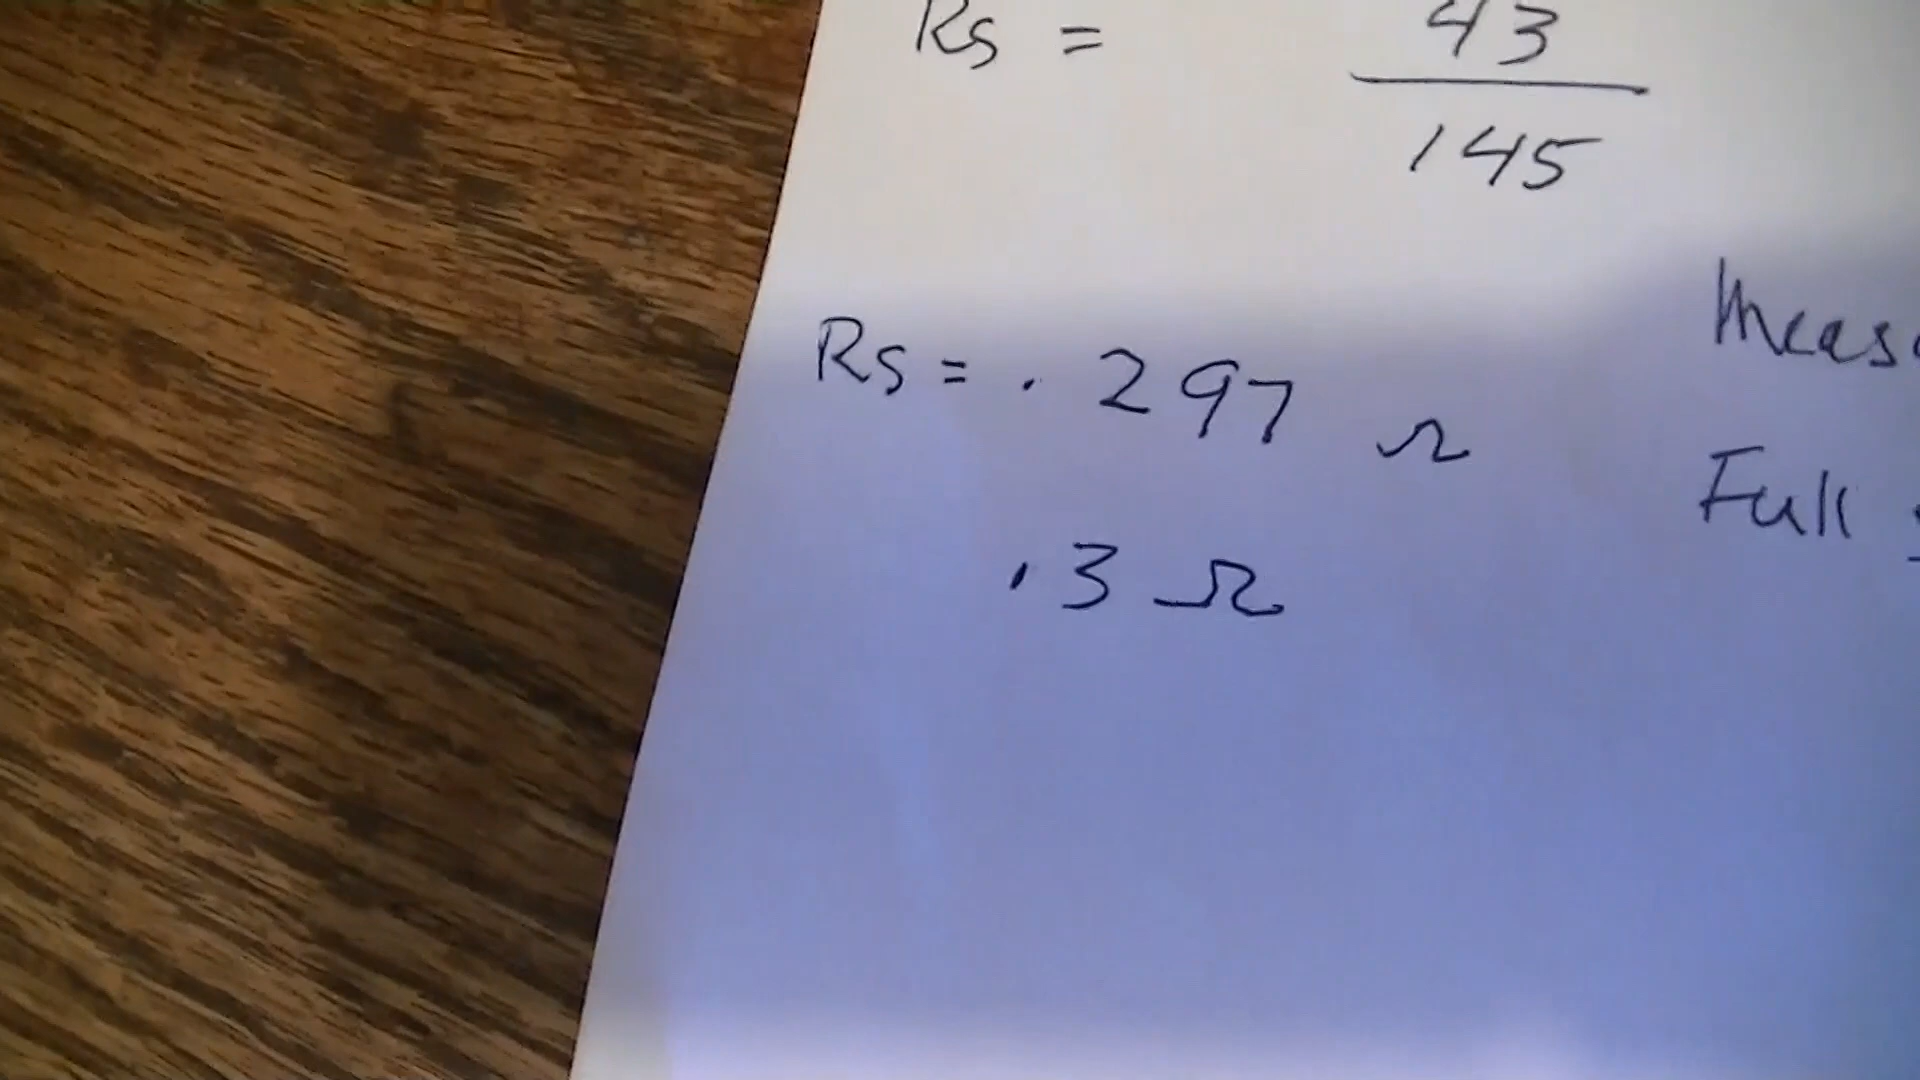 Rs = 43
145
Rs = .297 Ω
.3 Ω
Full